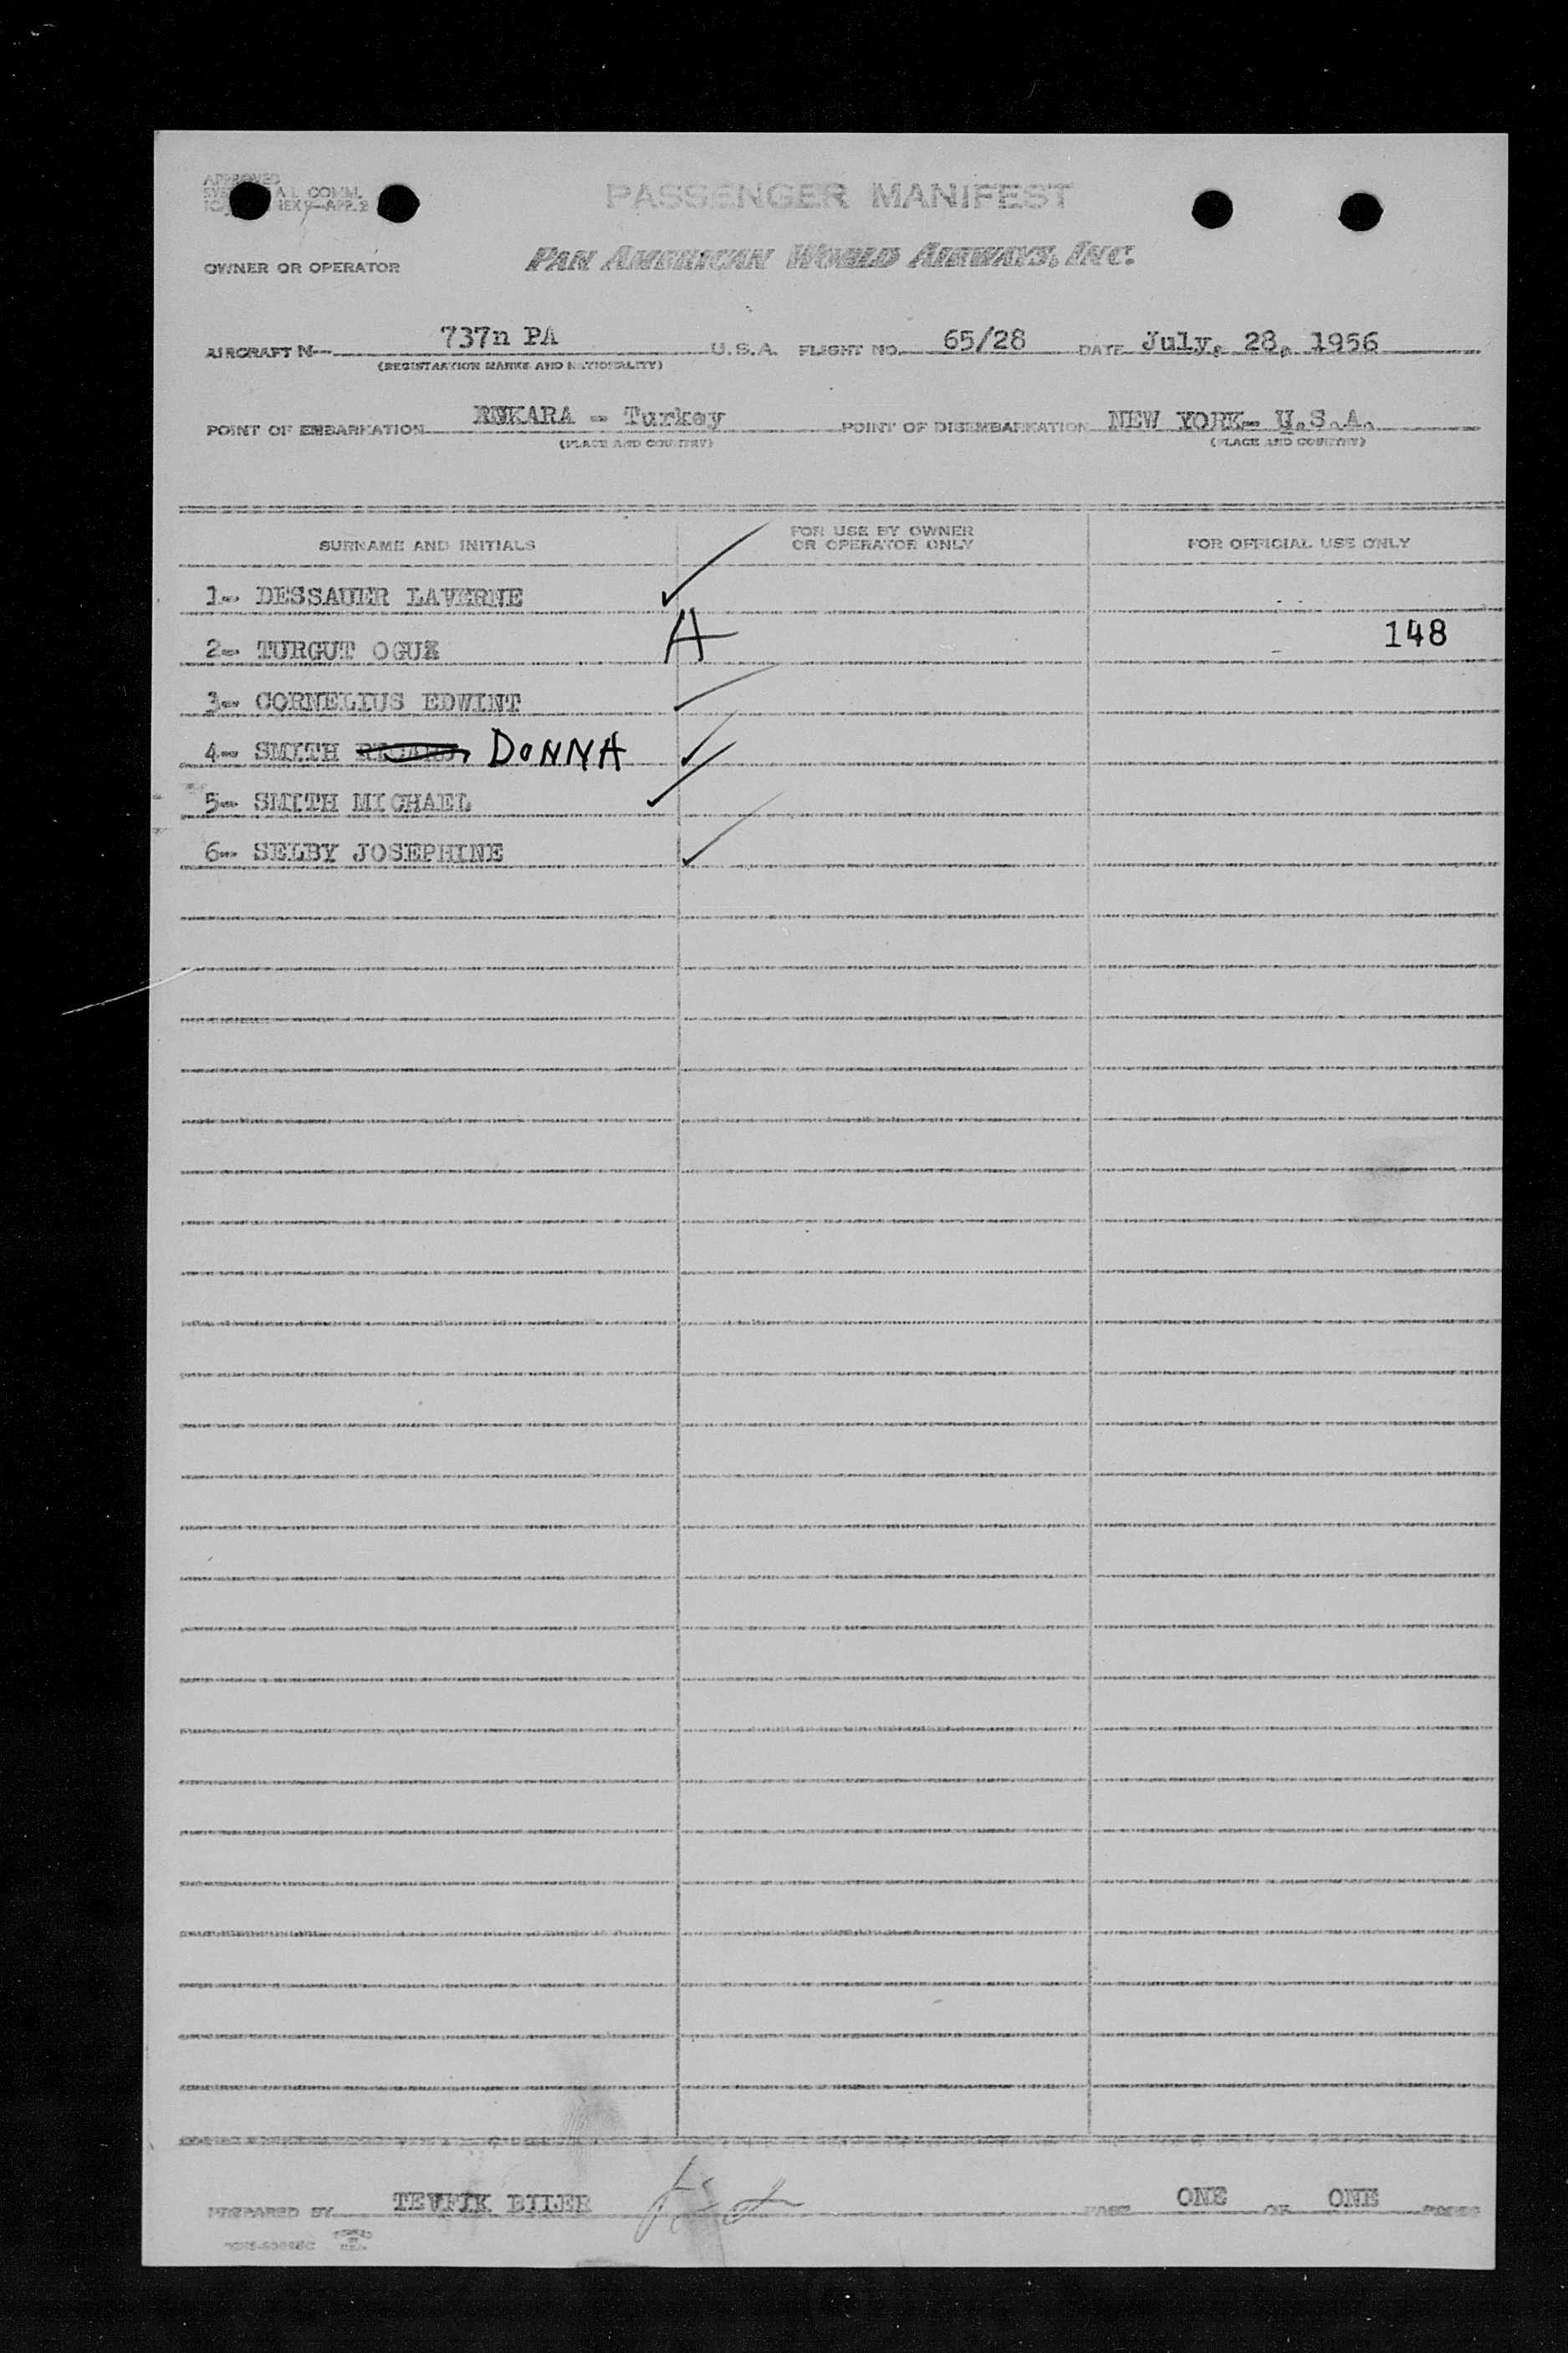 APPROVED
COMM.
APP. 2
PASSENGER MANIFEST
PAN AMERICAN WORLD AIRWAYS, INC.
OWNER OR OPERATOR
AIRCRAFT N 737n PA U.S.A. FLIGHT NO. 65/28 DATE July, 28, 1956
(REGISTRATION MARKS AND NATIONALITY)
POINT OF EMBARKATION ANKARA - Turkey POINT OF DISEMBARKATION NEW YORK- U.S.A.
(PLACE AND COUNTRY) (PLACE AND COUNTRY)
SURNAME AND INITIALS FOR USE BY OWNER OR OPERATOR ONLY FOR OFFICIAL USE ONLY
1- DESSAUER LAVERNE
2- TURGUT OGUZ A 148
3- CORNELIUS EDWINT
4- SMITH DONNA
5- SMITH MICHAEL
6- SELBY JOSEPHINE
PREPARED BY TEVFIK BILER PAGE ONE OF ONE PAGES